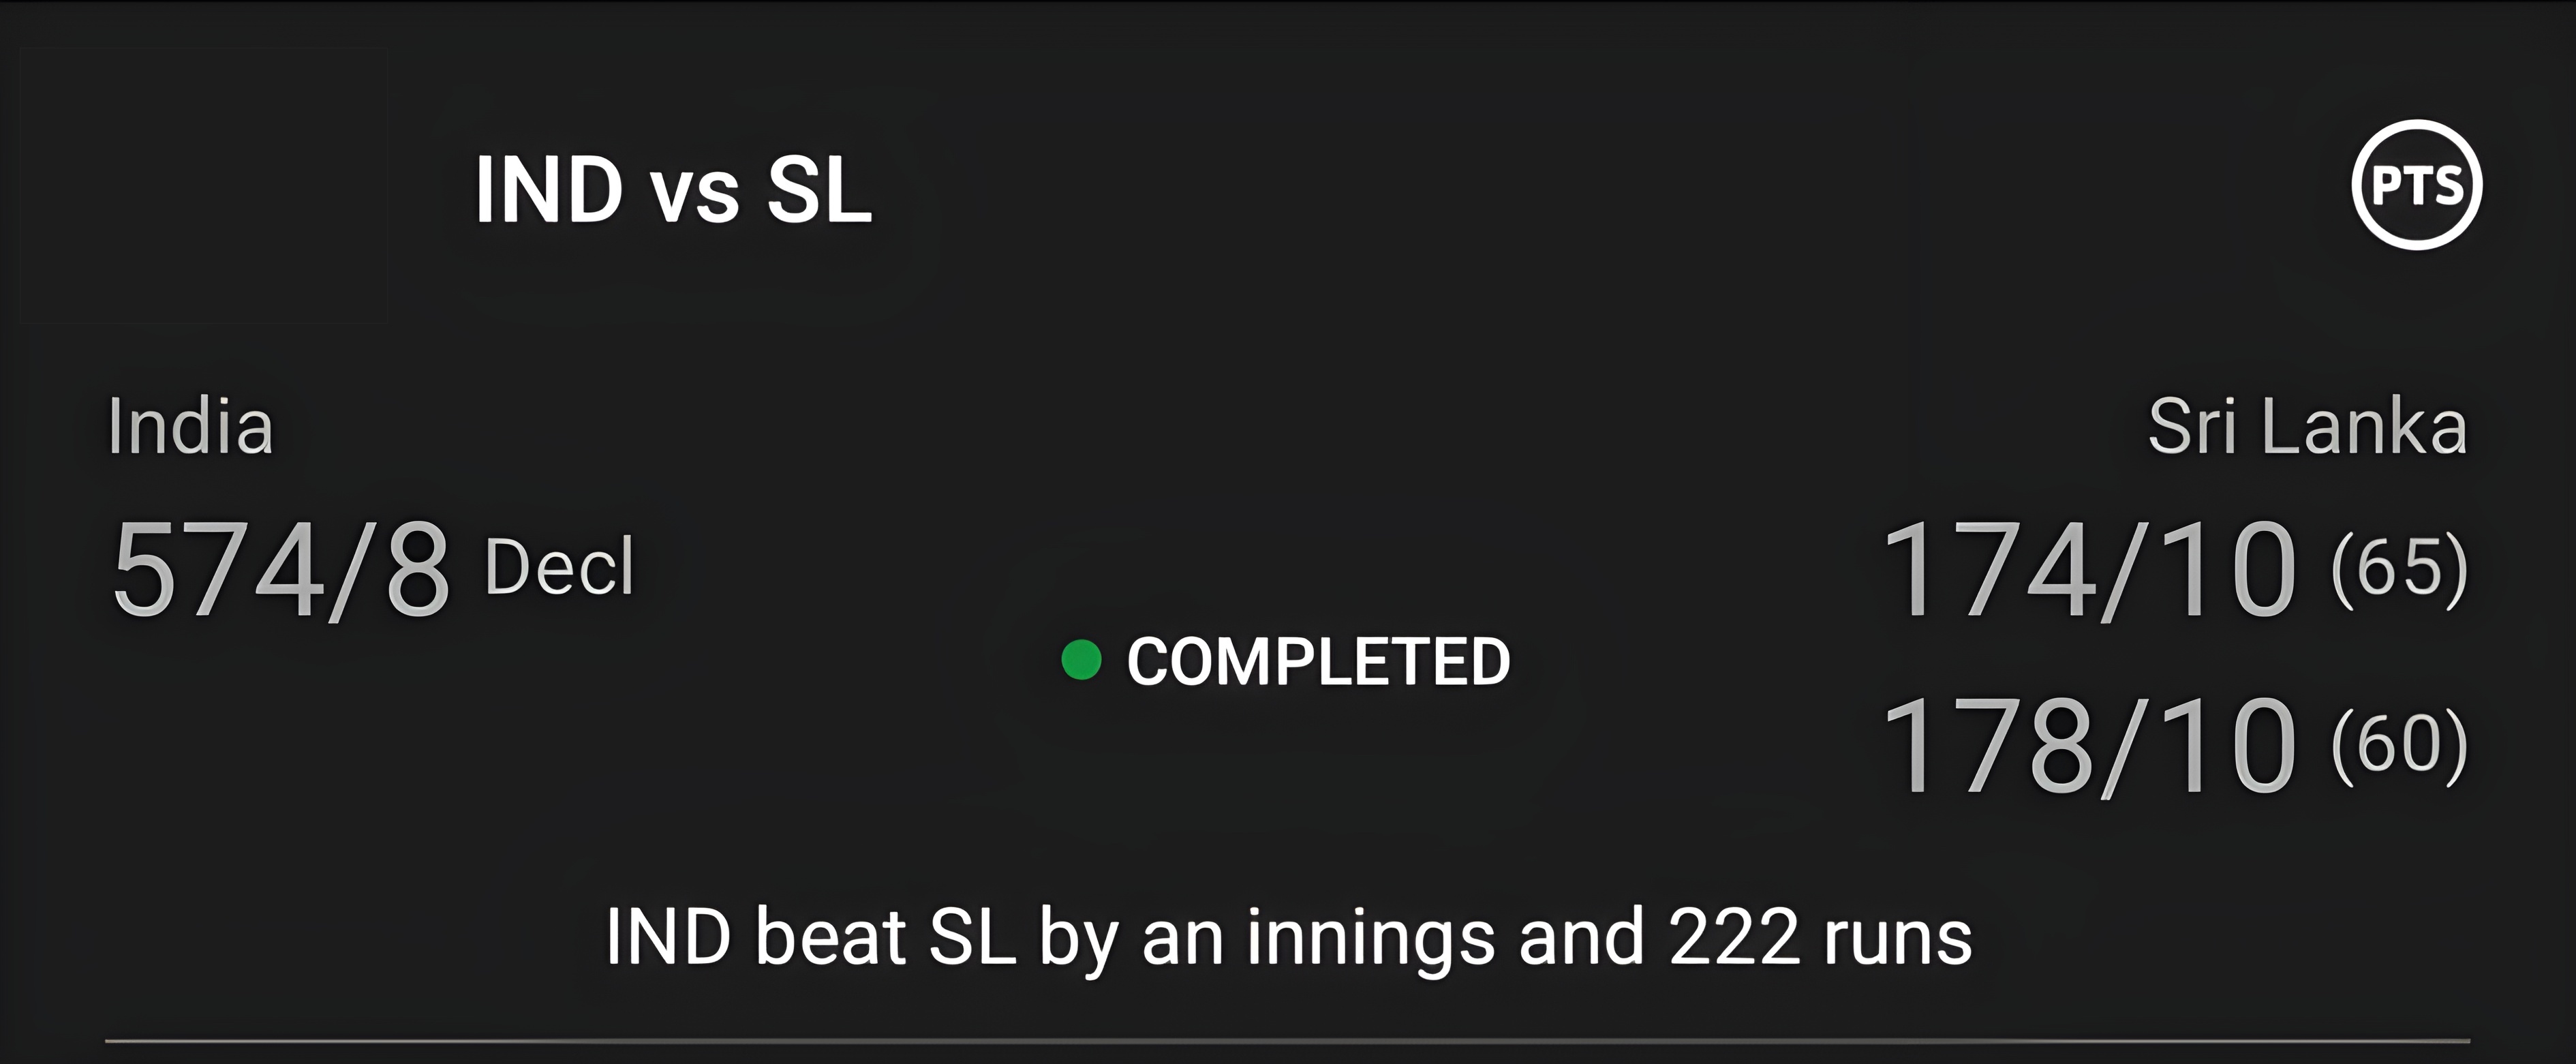 IND vs SL
PTS
India
Sri Lanka
574/8 Decl
174/10 (65)
COMPLETED
178/10 (60)
IND beat SL by an innings and 222 runs